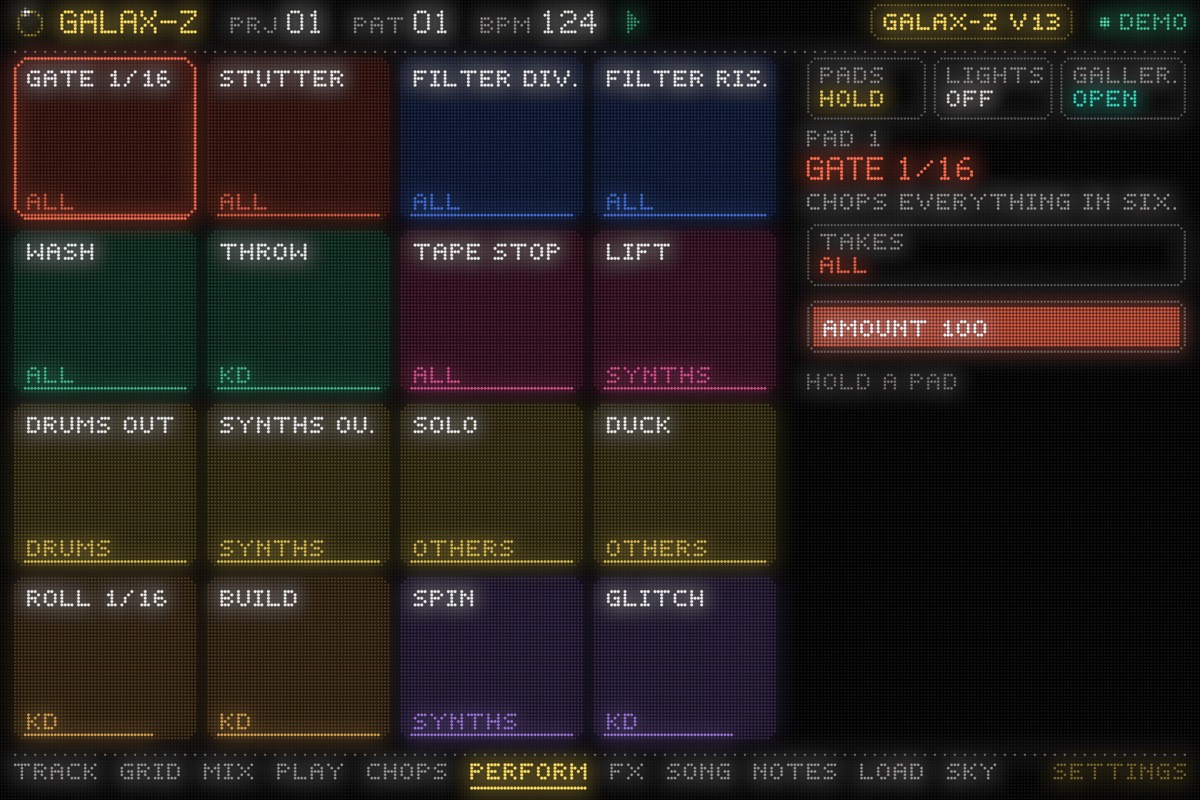 GALAX-Z PRJ 01 PAT 01 BPM 124 GALAX-Z V13 DEMO
GATE 1/16 STUTTER FILTER DIV. FILTER RIS.
ALL ALL ALL ALL
WASH THROW TAPE STOP LIFT
ALL KD ALL SYNTHS
DRUMS OUT SYNTHS OU. SOLO DUCK
DRUMS SYNTHS OTHERS OTHERS
ROLL 1/16 BUILD SPIN GLITCH
KD KD SYNTHS KD
PADS LIGHTS GALLER.
HOLD OFF OPEN
PAD 1
GATE 1/16
CHOPS EVERYTHING IN SIX.
TAKES
ALL
AMOUNT 100
HOLD A PAD
TRACK GRID MIX PLAY CHOPS PERFORM FX SONG NOTES LOAD SKY SETTINGS